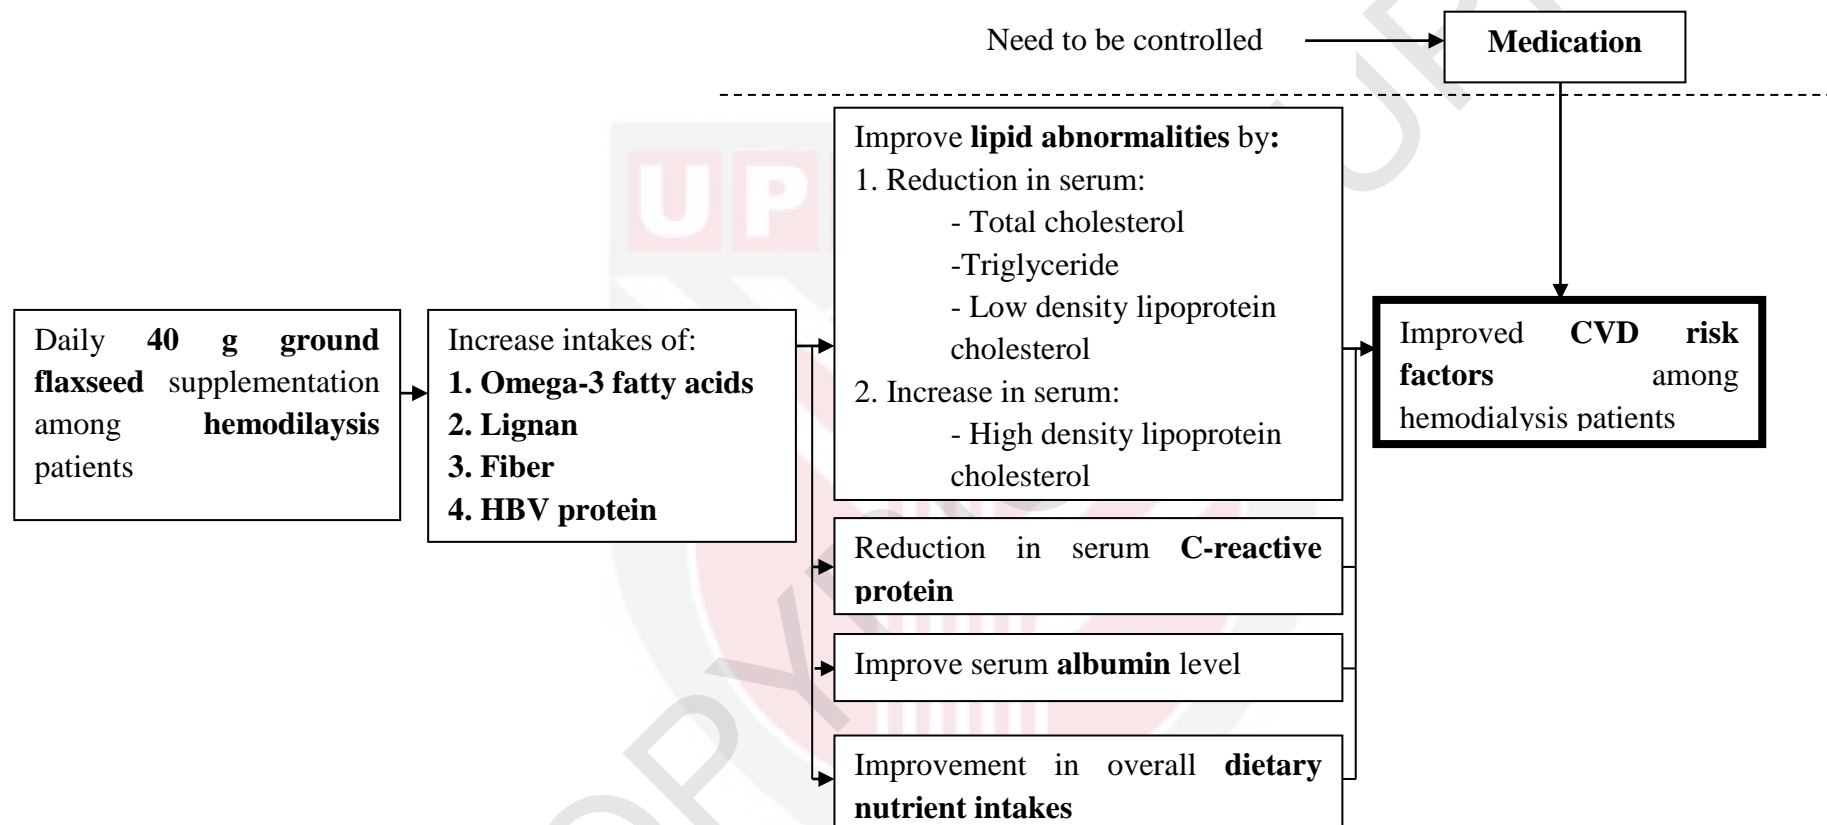 Need to be controlled
Medication
Improve lipid abnormalities by:
1. Reduction in serum:
- Total cholesterol
-Triglyceride
- Low density lipoprotein
cholesterol
2. Increase in serum:
- High density lipoprotein
cholesterol
Daily 40 g ground
flaxseed supplementation
among hemodilaysis
patients
Increase intakes of:
1. Omega-3 fatty acids
2. Lignan
3. Fiber
4. HBV protein
Improved CVD risk
factors among
hemodialysis patients
Reduction in serum C-reactive
protein
Improve serum albumin level
Improvement in overall dietary
nutrient intakes
UP